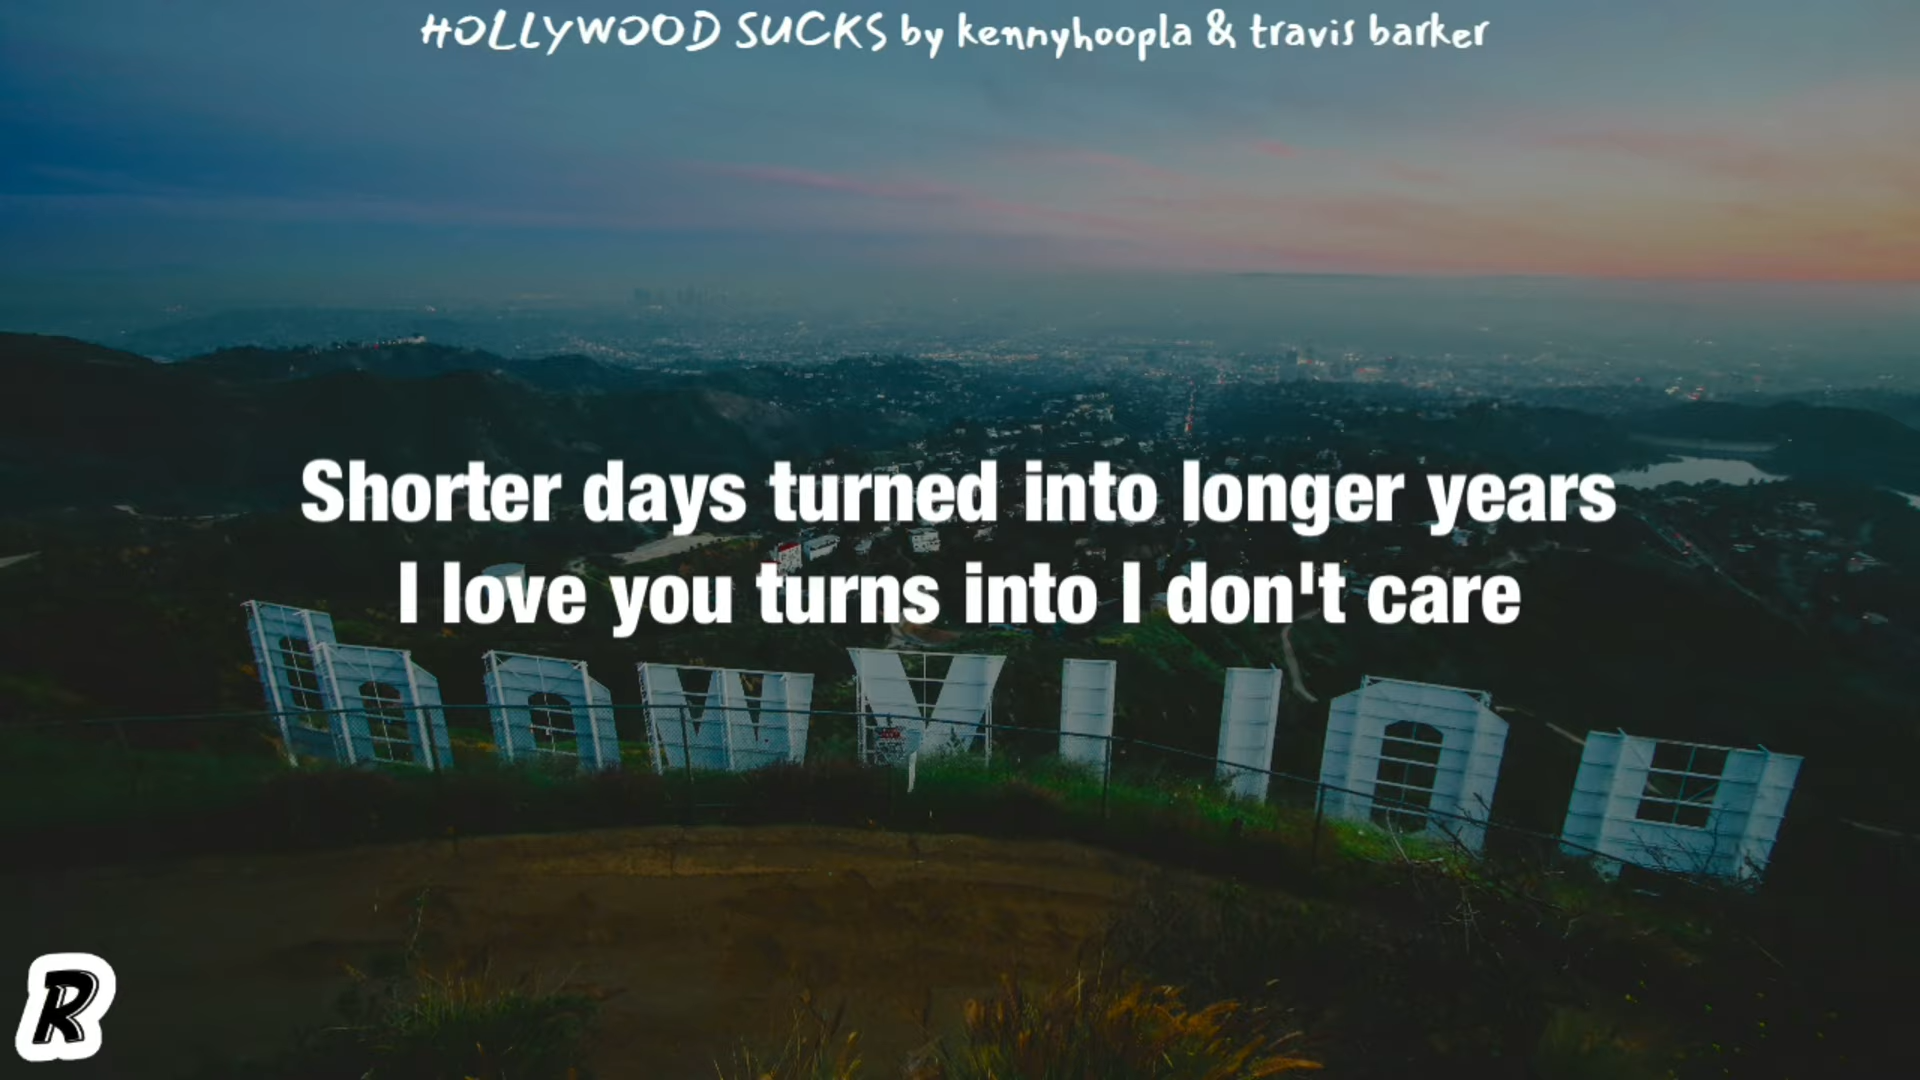 HOLLYWOOD SUCKS by kennyhoopla & travis barker
Shorter days turned into longer years
I love you turns into I don't care
R